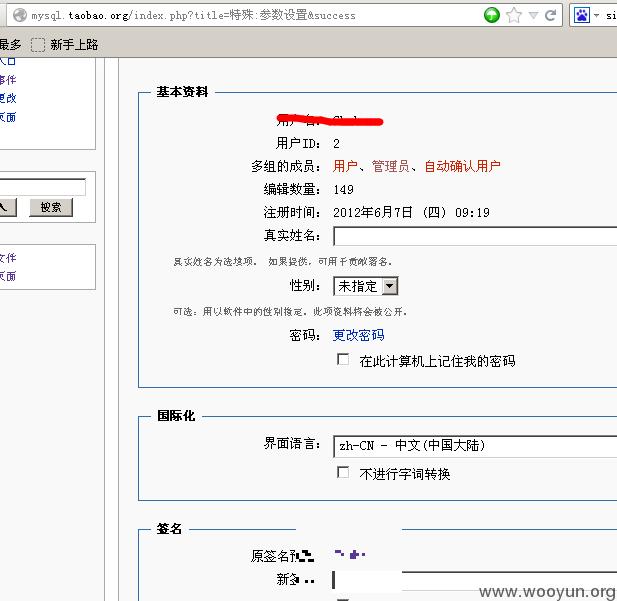 mysql.taobao.org/index.php?title=特殊:参数设置&success
si
最多 新手上路
入口
事件
更改
页面
搜索
文件
页面
基本资料
用户名:
用户ID: 2
多组的成员: 用户、管理员、自动确认用户
编辑数量: 149
注册时间: 2012年6月7日 (四) 09:19
真实姓名:
真实姓名为选填项。 如果提供,可用于贡献署名。
性别: 未指定
可选:用以软件中的性别指定。此项资料将会被公开。
密码: 更改密码
在此计算机上记住我的密码
国际化
界面语言: zh-CN - 中文(中国大陆)
不进行字词转换
签名
原签名预
新签
www.wooyun.org